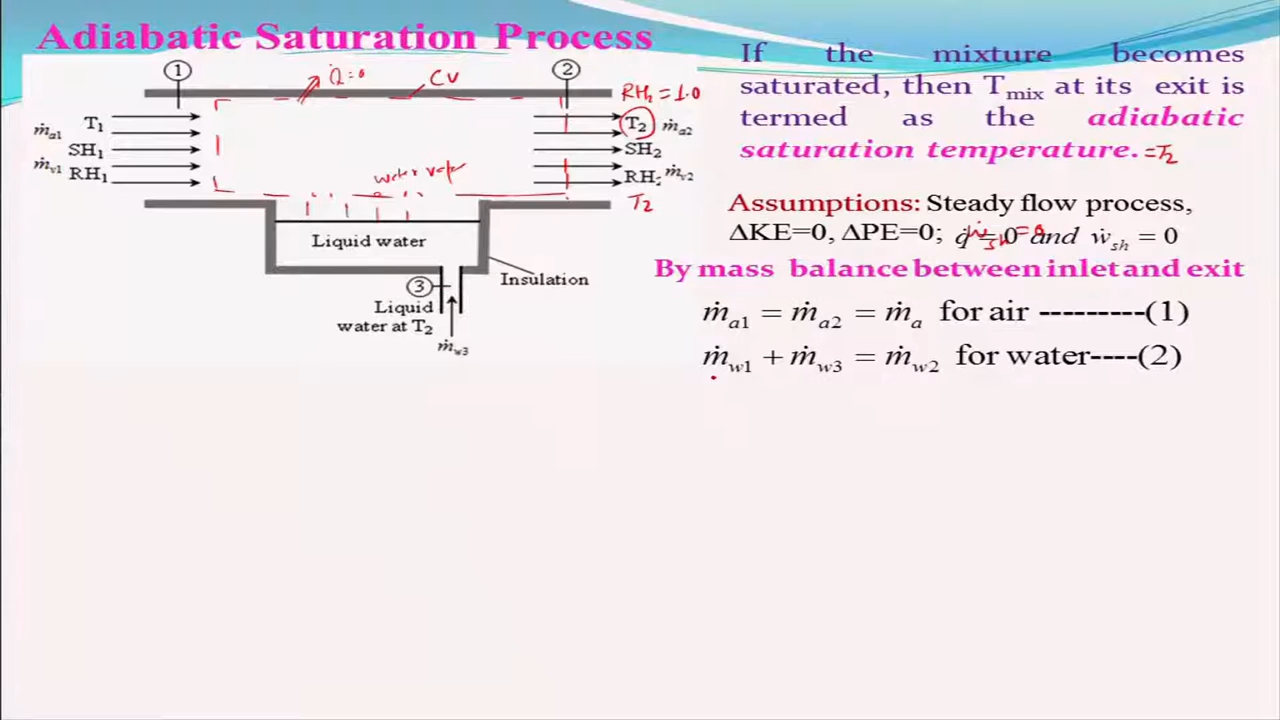 Adiabatic Saturation Process
① Q̇=0 CV ②
RH₂ = 1.0
T₁ T₂ ṁₐ₂
ṁₐ₁
SH₁ SH₂
ṁᵥ₁ RH₁ water vapor RH₂ ṁᵥ₂
T₂
Liquid water
Insulation
③
Liquid
water at T₂
ṁw3
If the mixture becomes
saturated, then Tmix at its exit is
termed as the adiabatic
saturation temperature. =T₂
Assumptions: Steady flow process,
ΔKE=0, ΔPE=0; q̇ = 0 and ẇsh = 0
ẇsh = 0
By mass balance between inlet and exit
ṁa1 = ṁa2 = ṁa for air ---------(1)
ṁw1 + ṁw3 = ṁw2 for water----(2)